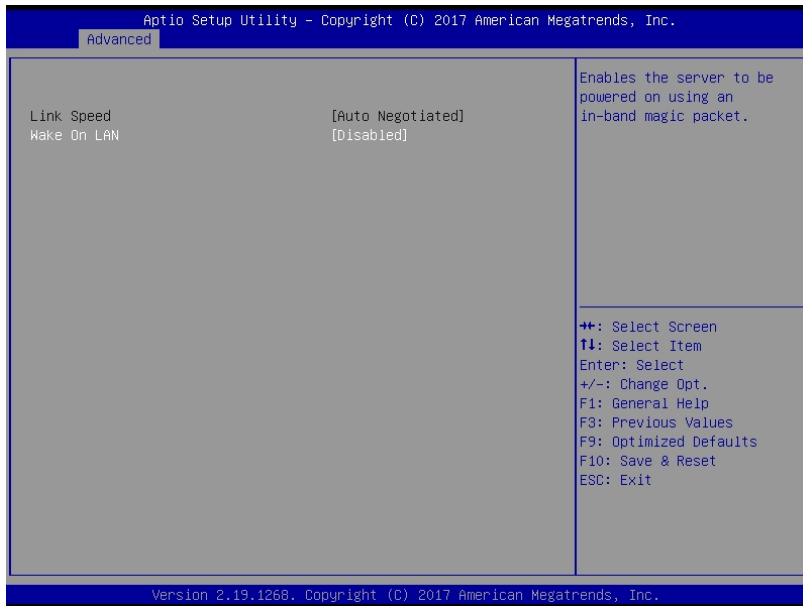 Aptio Setup Utility – Copyright (C) 2017 American Megatrends, Inc.
Advanced
Link Speed [Auto Negotiated]
Wake On LAN [Disabled]
Enables the server to be
powered on using an
in-band magic packet.
→←: Select Screen
↑↓: Select Item
Enter: Select
+/-: Change Opt.
F1: General Help
F3: Previous Values
F9: Optimized Defaults
F10: Save & Reset
ESC: Exit
Version 2.19.1268. Copyright (C) 2017 American Megatrends, Inc.